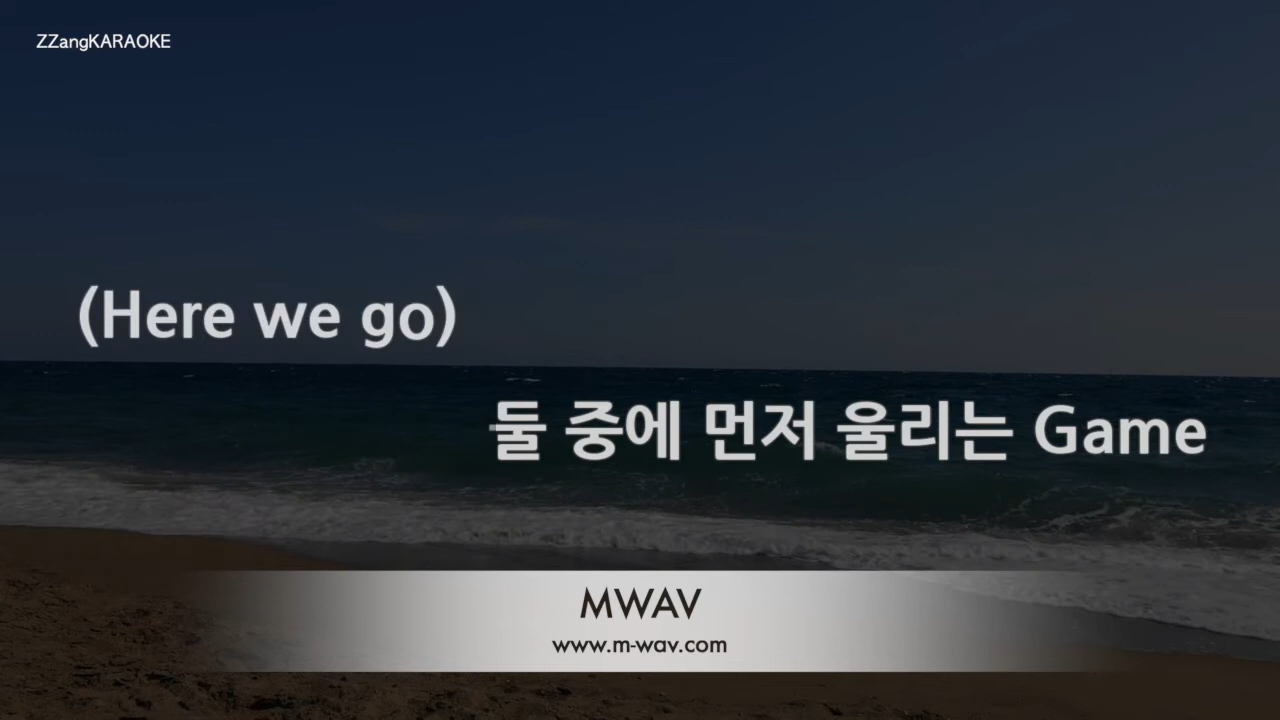 ZZangKARAOKE
(Here we go)
둘 중에 먼저 울리는 Game
MWAV
www.m-wav.com